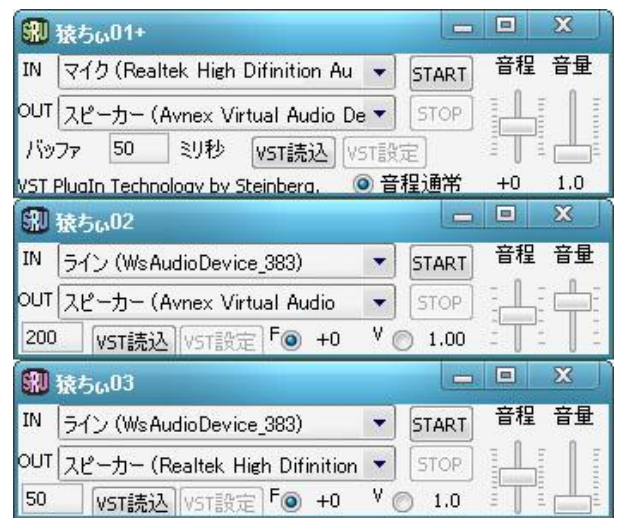 SRU 猿ちぃ01+
IN マイク (Realtek High Difinition Au START 音程 音量
OUT スピーカー (Avnex Virtual Audio De STOP
バッファ 50 ミリ秒 VST読込 VST設定
VST PlugIn Technology by Steinberg. 音程通常 +0 1.0
SRU 猿ちぃ02
IN ライン (WsAudioDevice_383) START 音程 音量
OUT スピーカー (Avnex Virtual Audio STOP
200 VST読込 VST設定 F +0 V 1.00
SRU 猿ちぃ03
IN ライン (WsAudioDevice_383) START 音程 音量
OUT スピーカー (Realtek High Difinition STOP
50 VST読込 VST設定 F +0 V 1.0